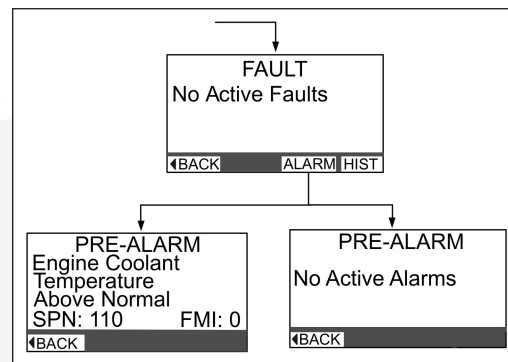 FAULT
No Active Faults
◀BACK ALARM HIST
PRE-ALARM
Engine Coolant
Temperature
Above Normal
SPN: 110 FMI: 0
◀BACK
PRE-ALARM
No Active Alarms
◀BACK